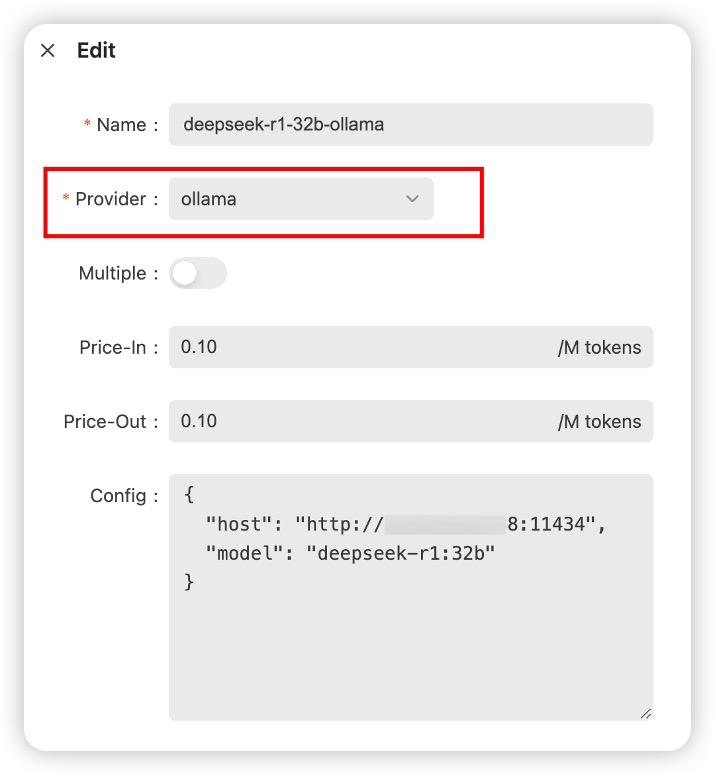 Edit
* Name :
deepseek-r1-32b-ollama
* Provider :
ollama
Multiple :
Price-In :
0.10
/M tokens
Price-Out :
0.10
/M tokens
Config :
{
"host": "http:// 8:11434",
"model": "deepseek-r1:32b"
}